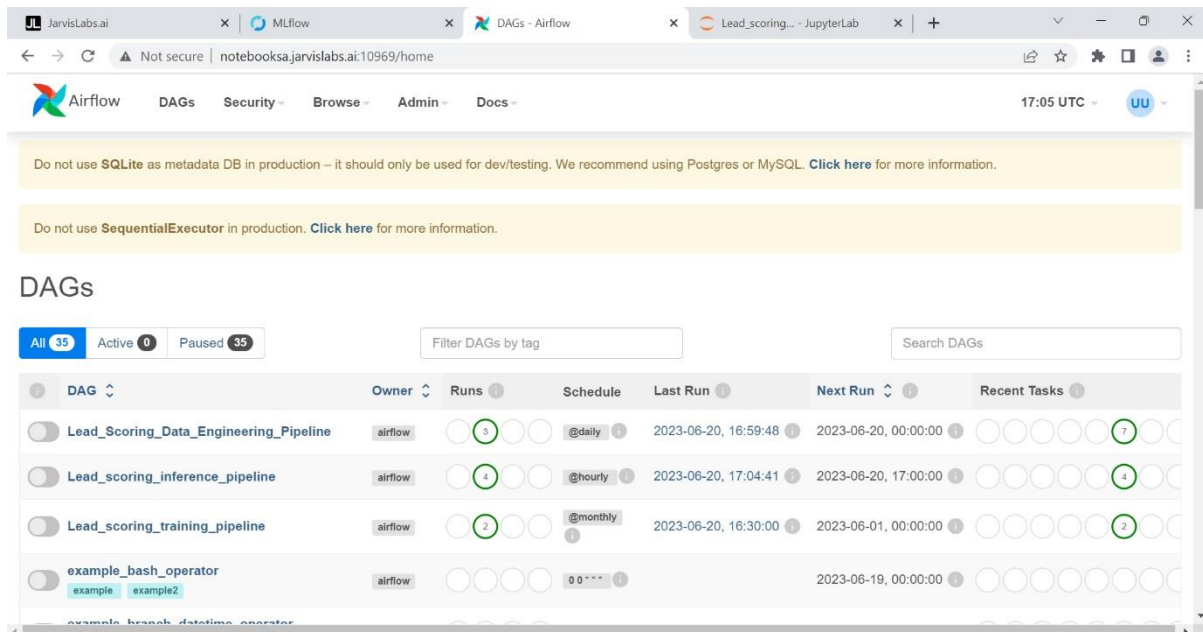 JL JarvisLabs.ai
MLflow
DAGs - Airflow
Lead_scoring... - JupyterLab
Not secure | notebooksa.jarvislabs.ai:10969/home
Airflow DAGs Security Browse Admin Docs 17:05 UTC UU
Do not use SQLite as metadata DB in production – it should only be used for dev/testing. We recommend using Postgres or MySQL. Click here for more information.
Do not use SequentialExecutor in production. Click here for more information.
DAGs
All 35 Active 0 Paused 35 Filter DAGs by tag Search DAGs
DAG Owner Runs Schedule Last Run Next Run Recent Tasks
Lead_Scoring_Data_Engineering_Pipeline airflow 3 @daily 2023-06-20, 16:59:48 2023-06-20, 00:00:00 7
Lead_scoring_inference_pipeline airflow 4 @hourly 2023-06-20, 17:04:41 2023-06-20, 17:00:00 4
Lead_scoring_training_pipeline airflow 2 @monthly 2023-06-20, 16:30:00 2023-06-01, 00:00:00 2
example_bash_operator airflow 0 0 * * * 2023-06-19, 00:00:00
example example2
example_branch_datetime_operator